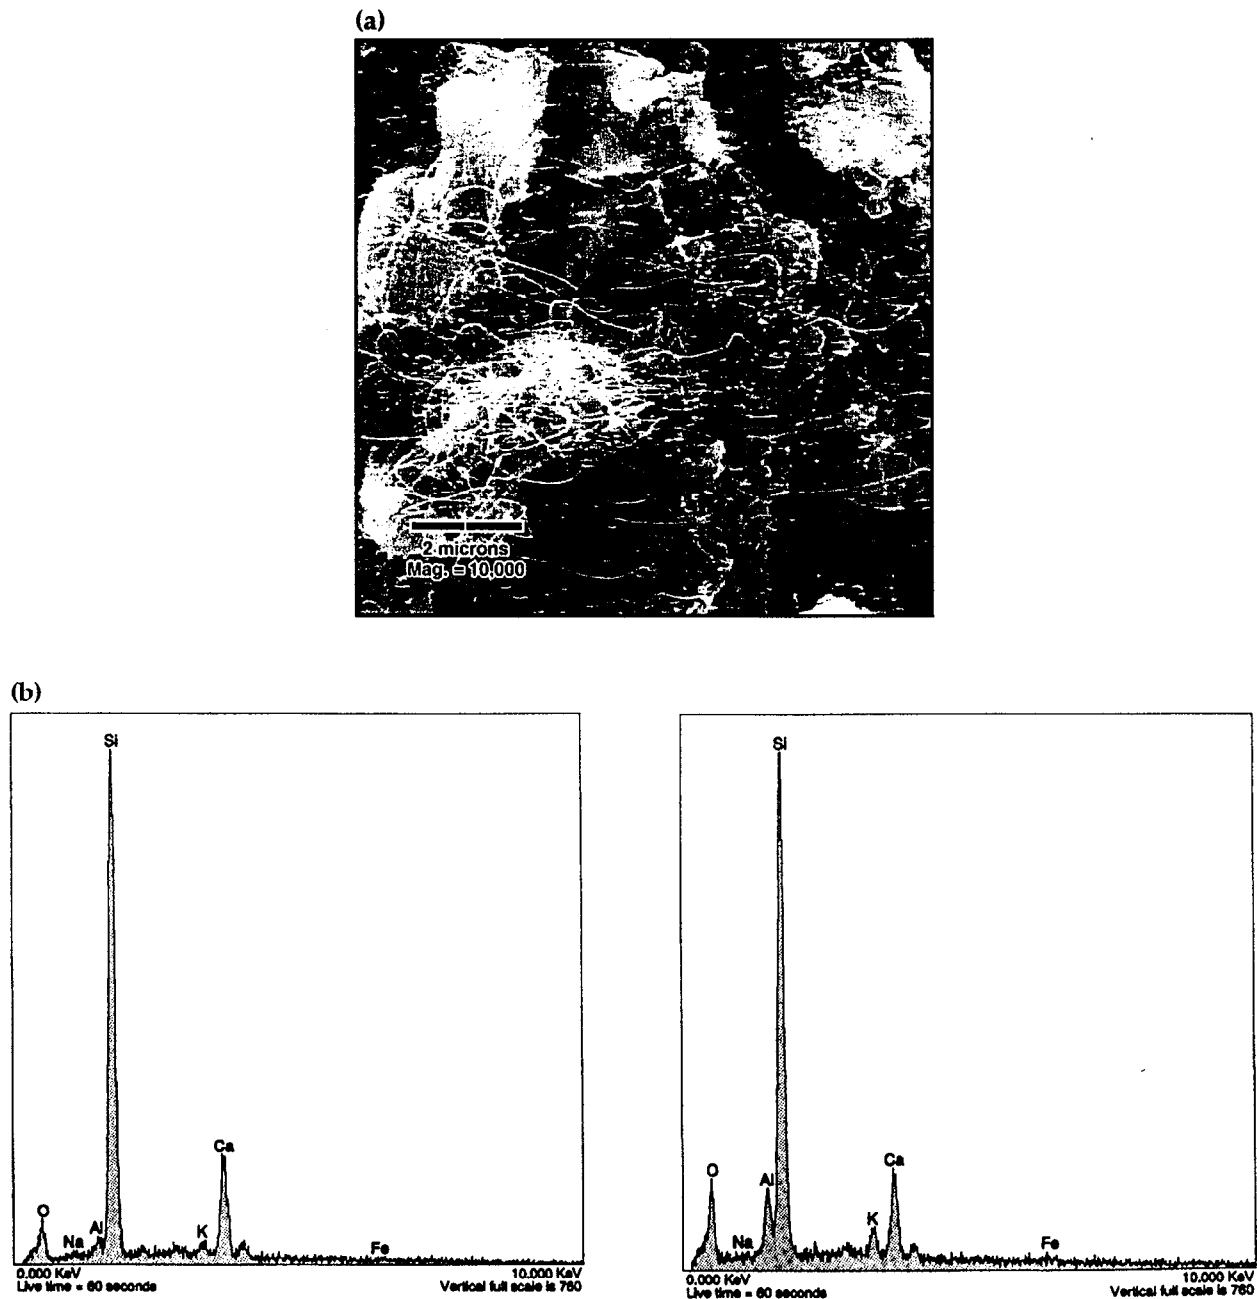 (a)
2 microns
Mag. = 10,000
(b)
Si
Ca
O
Na
Al
K
Fe
0.000 KeV 10.000 KeV
Live time = 60 seconds Vertical full scale is 760
Si
O
Al
Ca
K
Na
Fe
0.000 KeV 10.000 KeV
Live time = 60 seconds Vertical full scale is 760